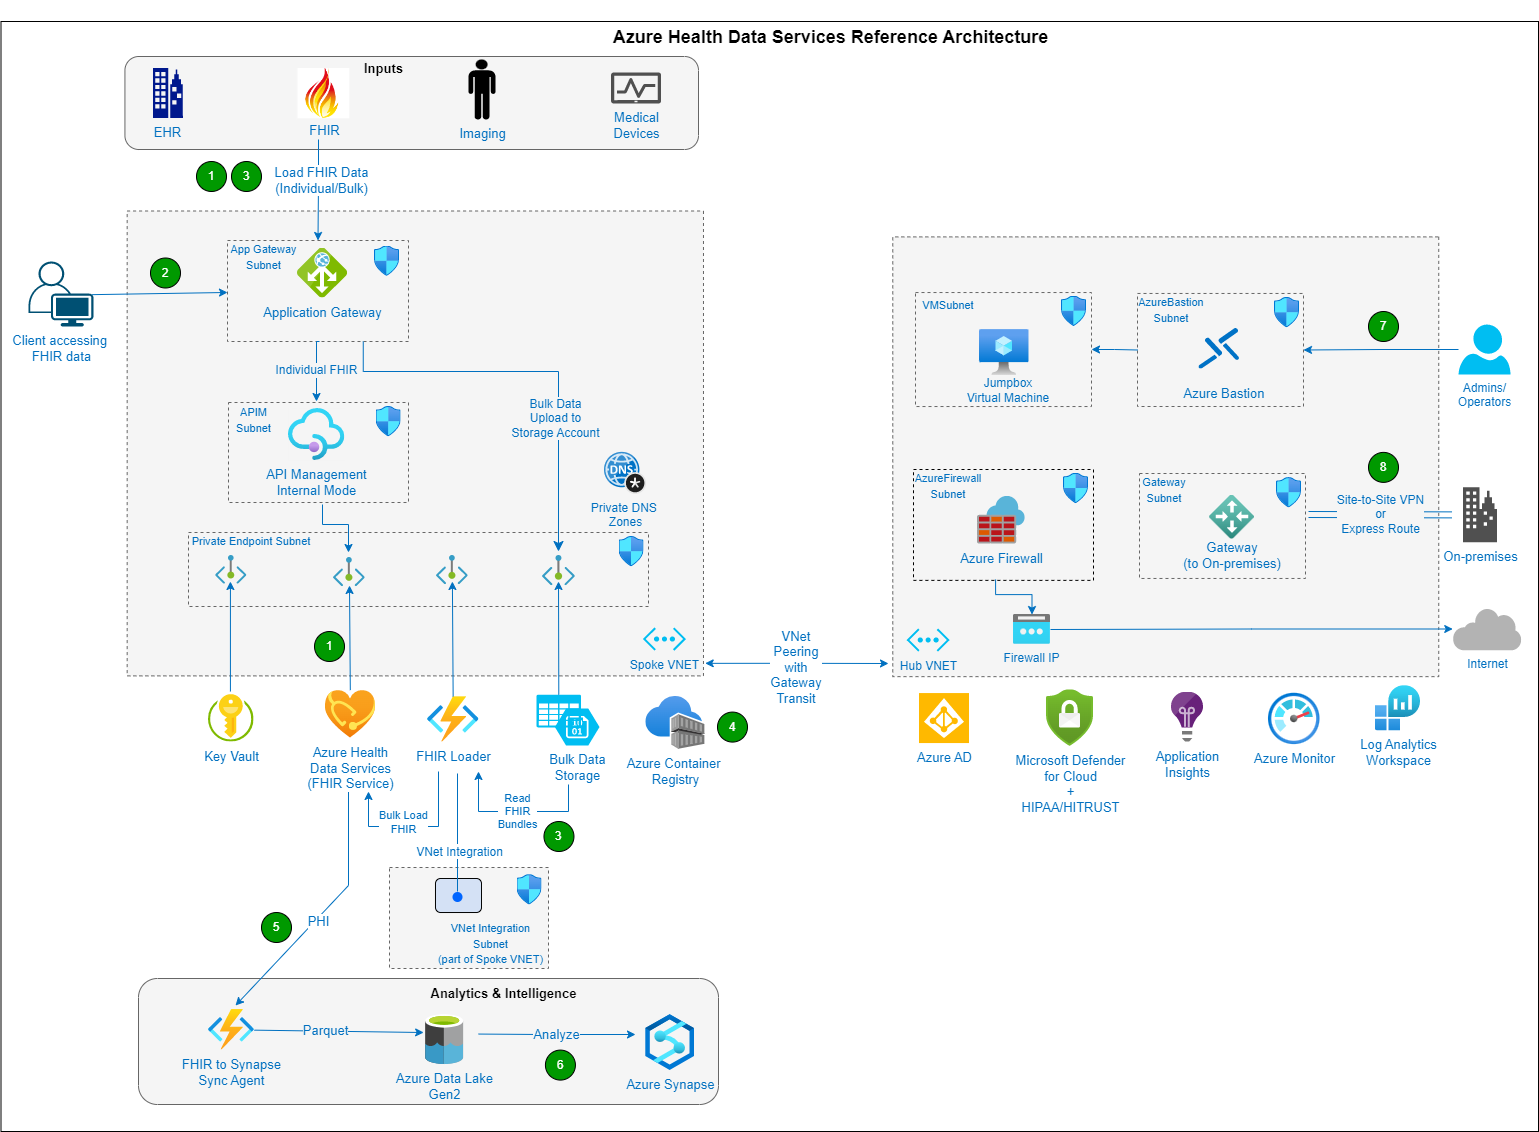 Azure Health Data Services Reference Architecture
Inputs
EHR
FHIR
Imaging
Medical
Devices
1
3
Load FHIR Data
(Individual/Bulk)
2
Client accessing
FHIR data
App Gateway
Subnet
Application Gateway
Individual FHIR
APIM
Subnet
API Management
Internal Mode
Bulk Data
Upload to
Storage Account
DNS
*
Private DNS
Zones
Private Endpoint Subnet
1
Spoke VNET
VNet
Peering
with
Gateway
Transit
VMSubnet
Jumpbox
Virtual Machine
AzureBastion
Subnet
Azure Bastion
7
Admins/
Operators
AzureFirewall
Subnet
Azure Firewall
Gateway
Subnet
Gateway
(to On-premises)
8
Site-to-Site VPN
or
Express Route
On-premises
Firewall IP
Hub VNET
Internet
Key Vault
Azure Health
Data Services
(FHIR Service)
FHIR Loader
10
01
Bulk Data
Storage
4
Azure Container
Registry
Azure AD
Microsoft Defender
for Cloud
+
HIPAA/HITRUST
Application
Insights
Azure Monitor
Log Analytics
Workspace
Bulk Load
FHIR
Read
FHIR
Bundles
3
VNet Integration
VNet Integration
Subnet
(part of Spoke VNET)
5
PHI
Analytics & Intelligence
FHIR to Synapse
Sync Agent
Parquet
Azure Data Lake
Gen2
Analyze
6
Azure Synapse